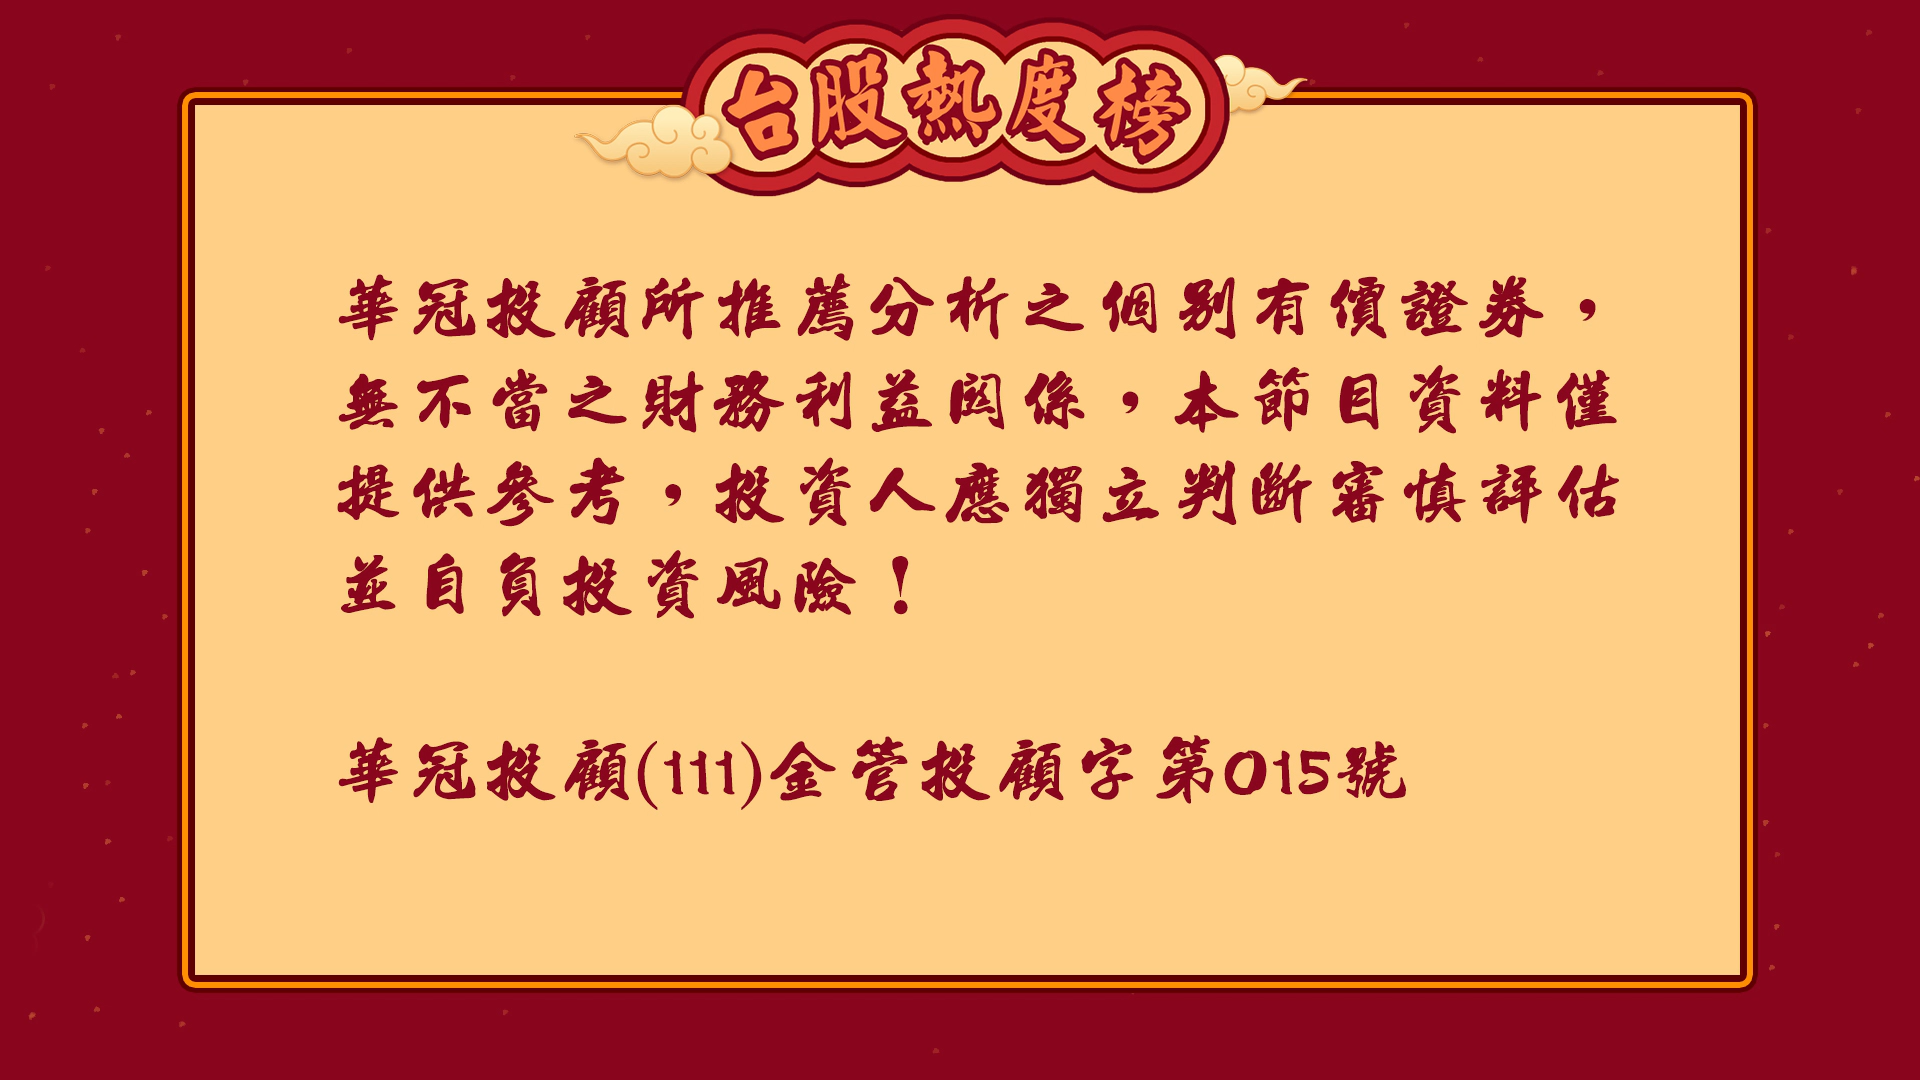 台股熱度榜
華冠投顧所推薦分析之個別有價證券，
無不當之財務利益関係，本節目資料僅
提供參考，投資人應獨立判斷審慎評估
並自負投資風險！
華冠投顧(111)金管投顧字第015號